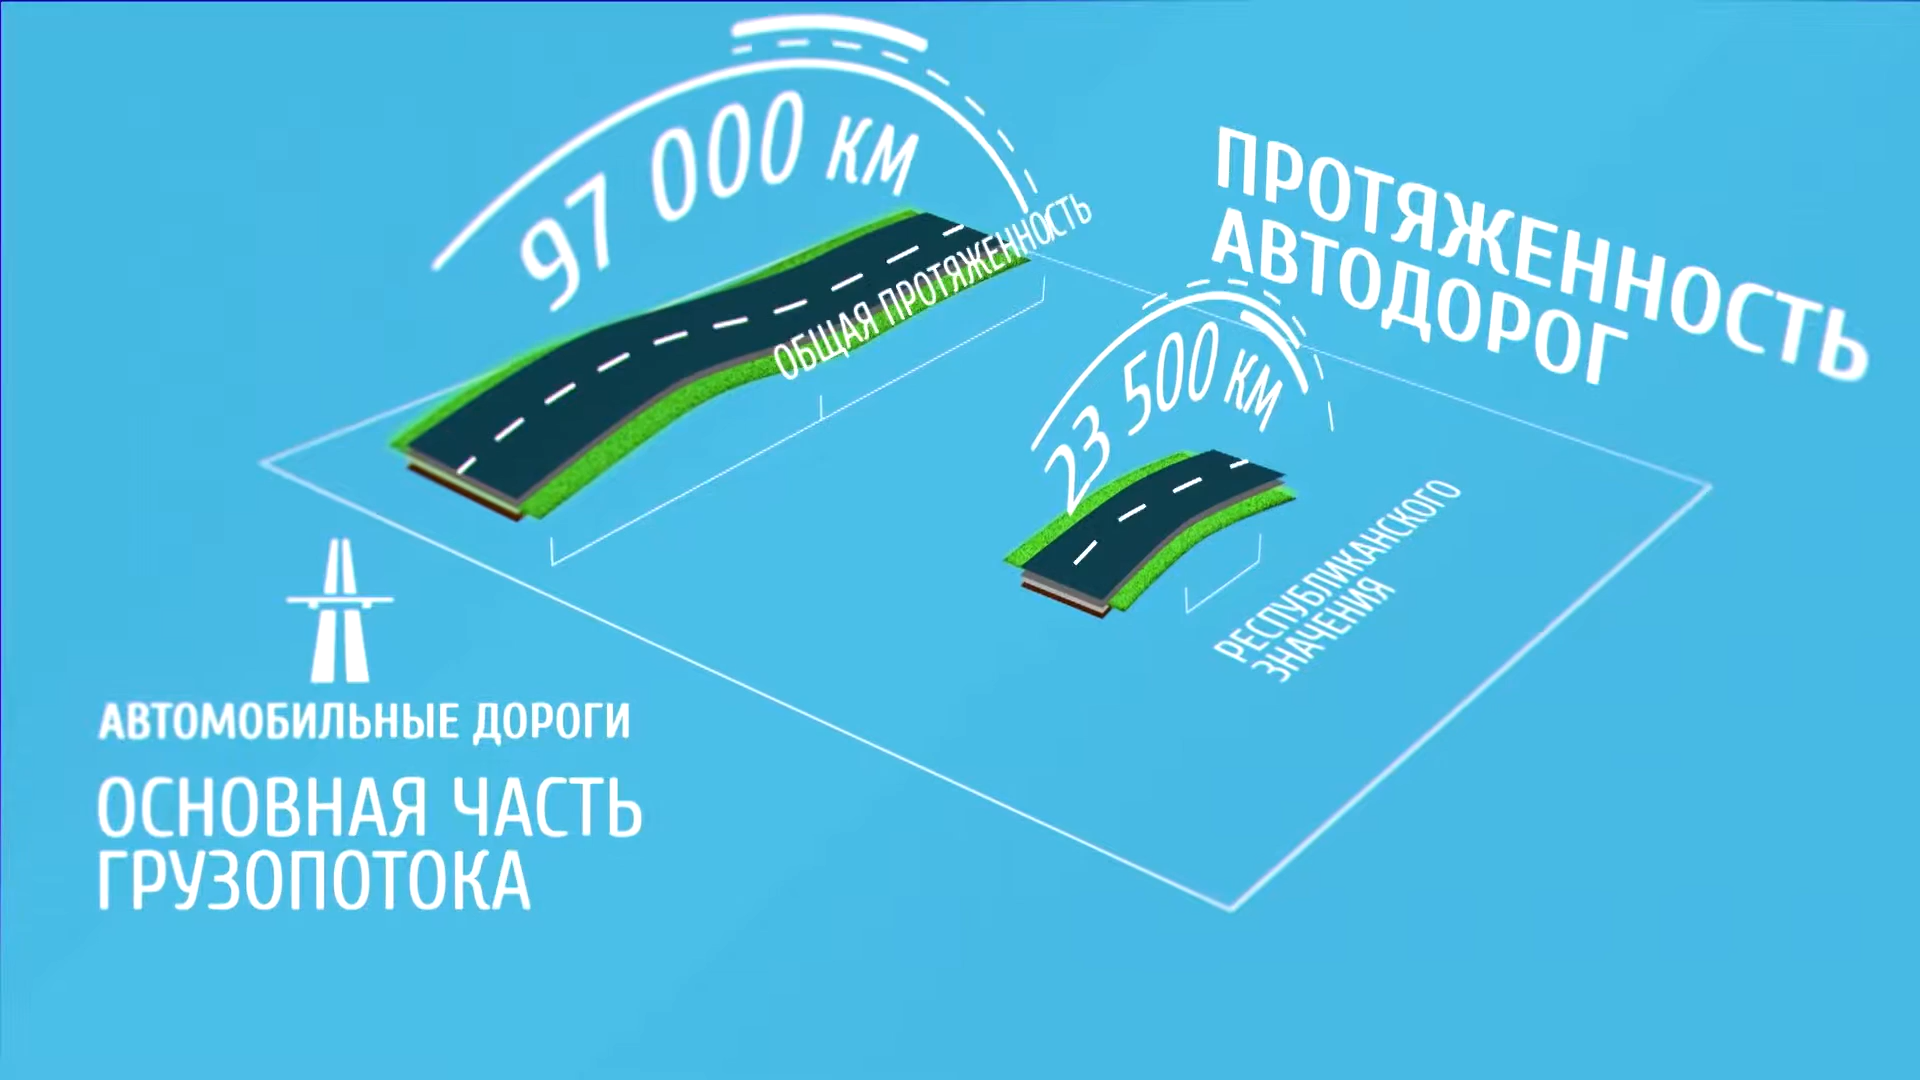 97 000 КМ
ОБЩАЯ ПРОТЯЖЕННОСТЬ
ПРОТЯЖЕННОСТЬ
АВТОДОРОГ
23 500 КМ
РЕСПУБЛИКАНСКОГО
ЗНАЧЕНИЯ
АВТОМОБИЛЬНЫЕ ДОРОГИ
ОСНОВНАЯ ЧАСТЬ
ГРУЗОПОТОКА